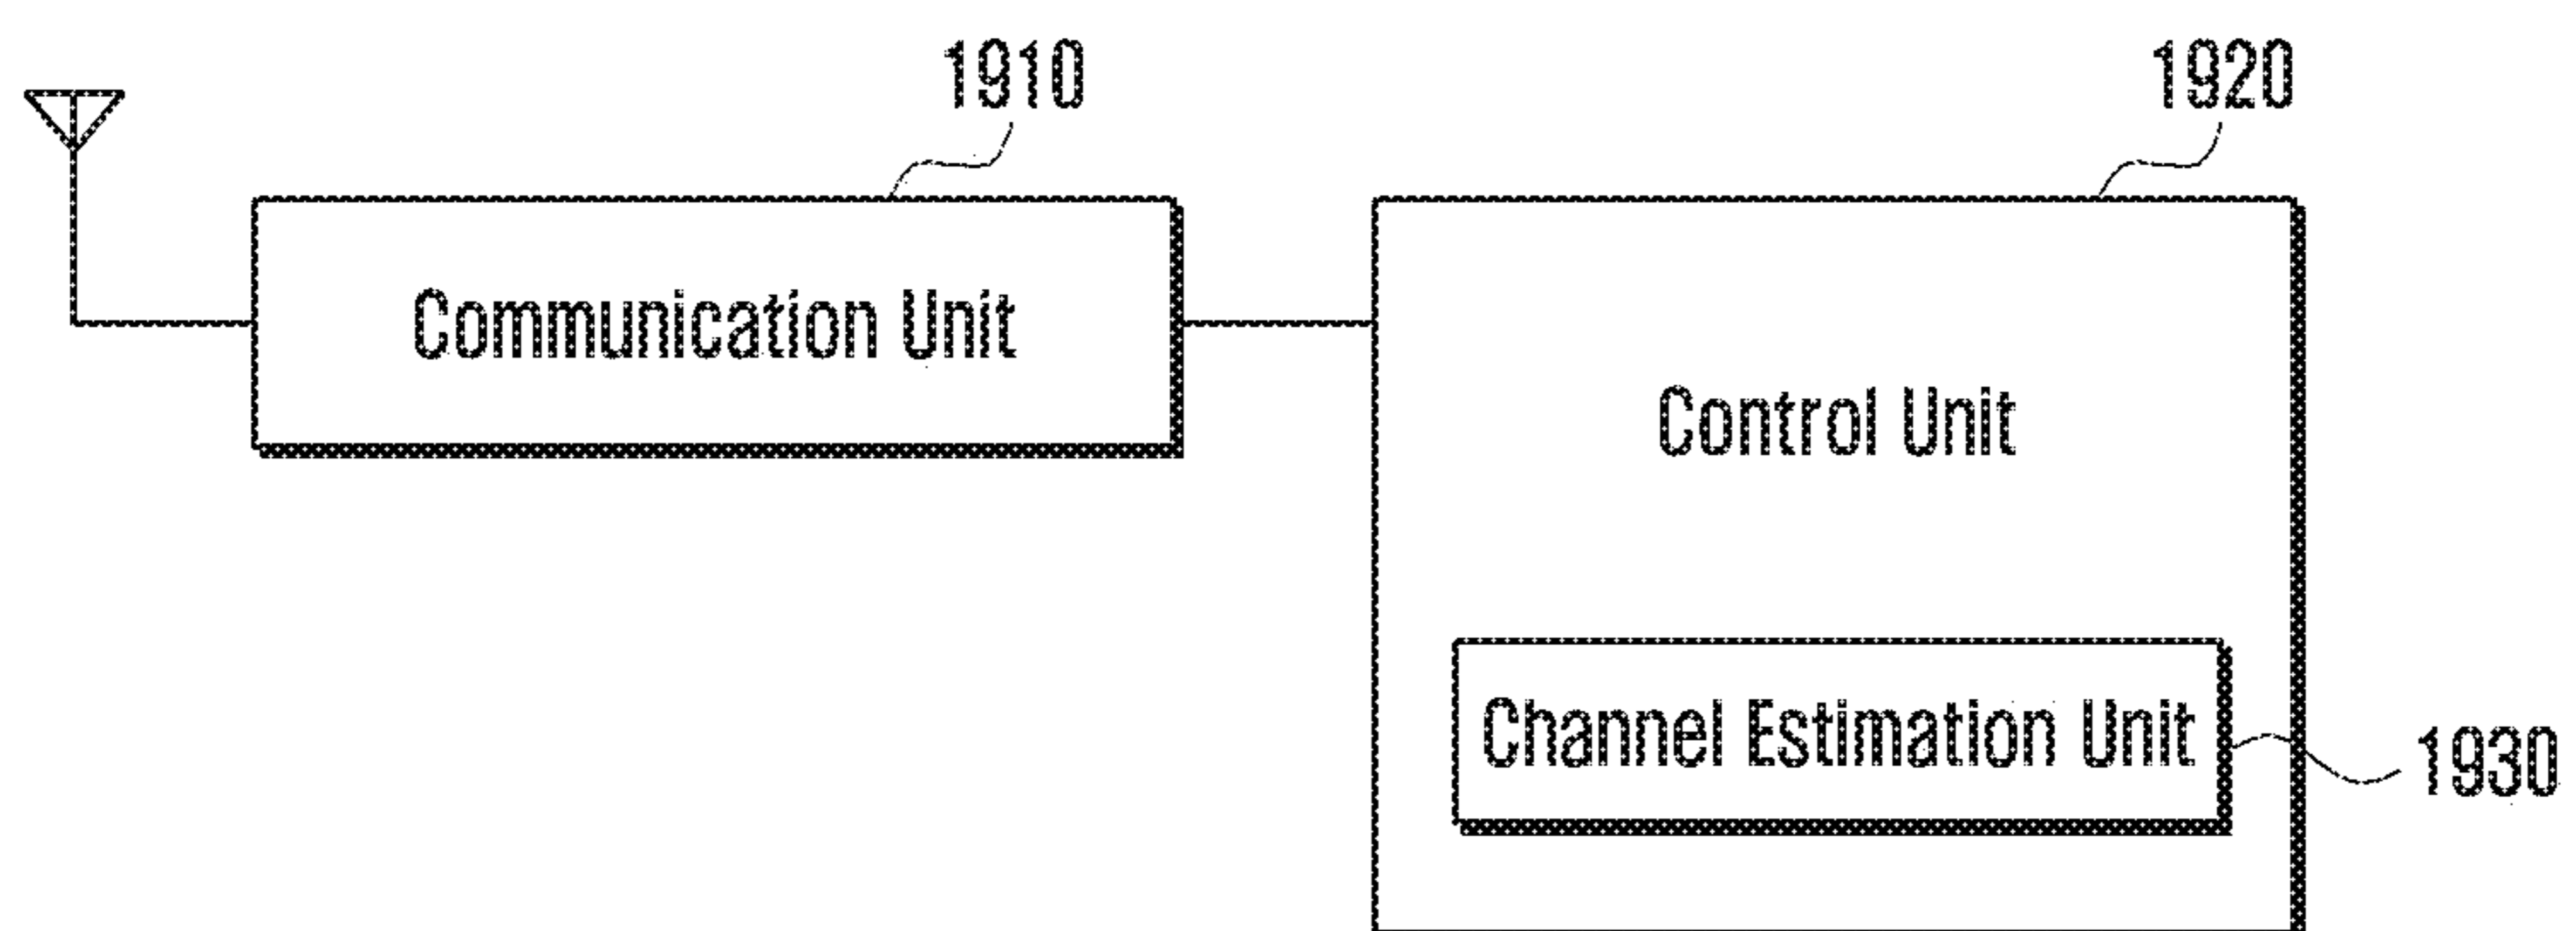 1910
1920
Communication Unit
Control Unit
Channel Estimation Unit
1930